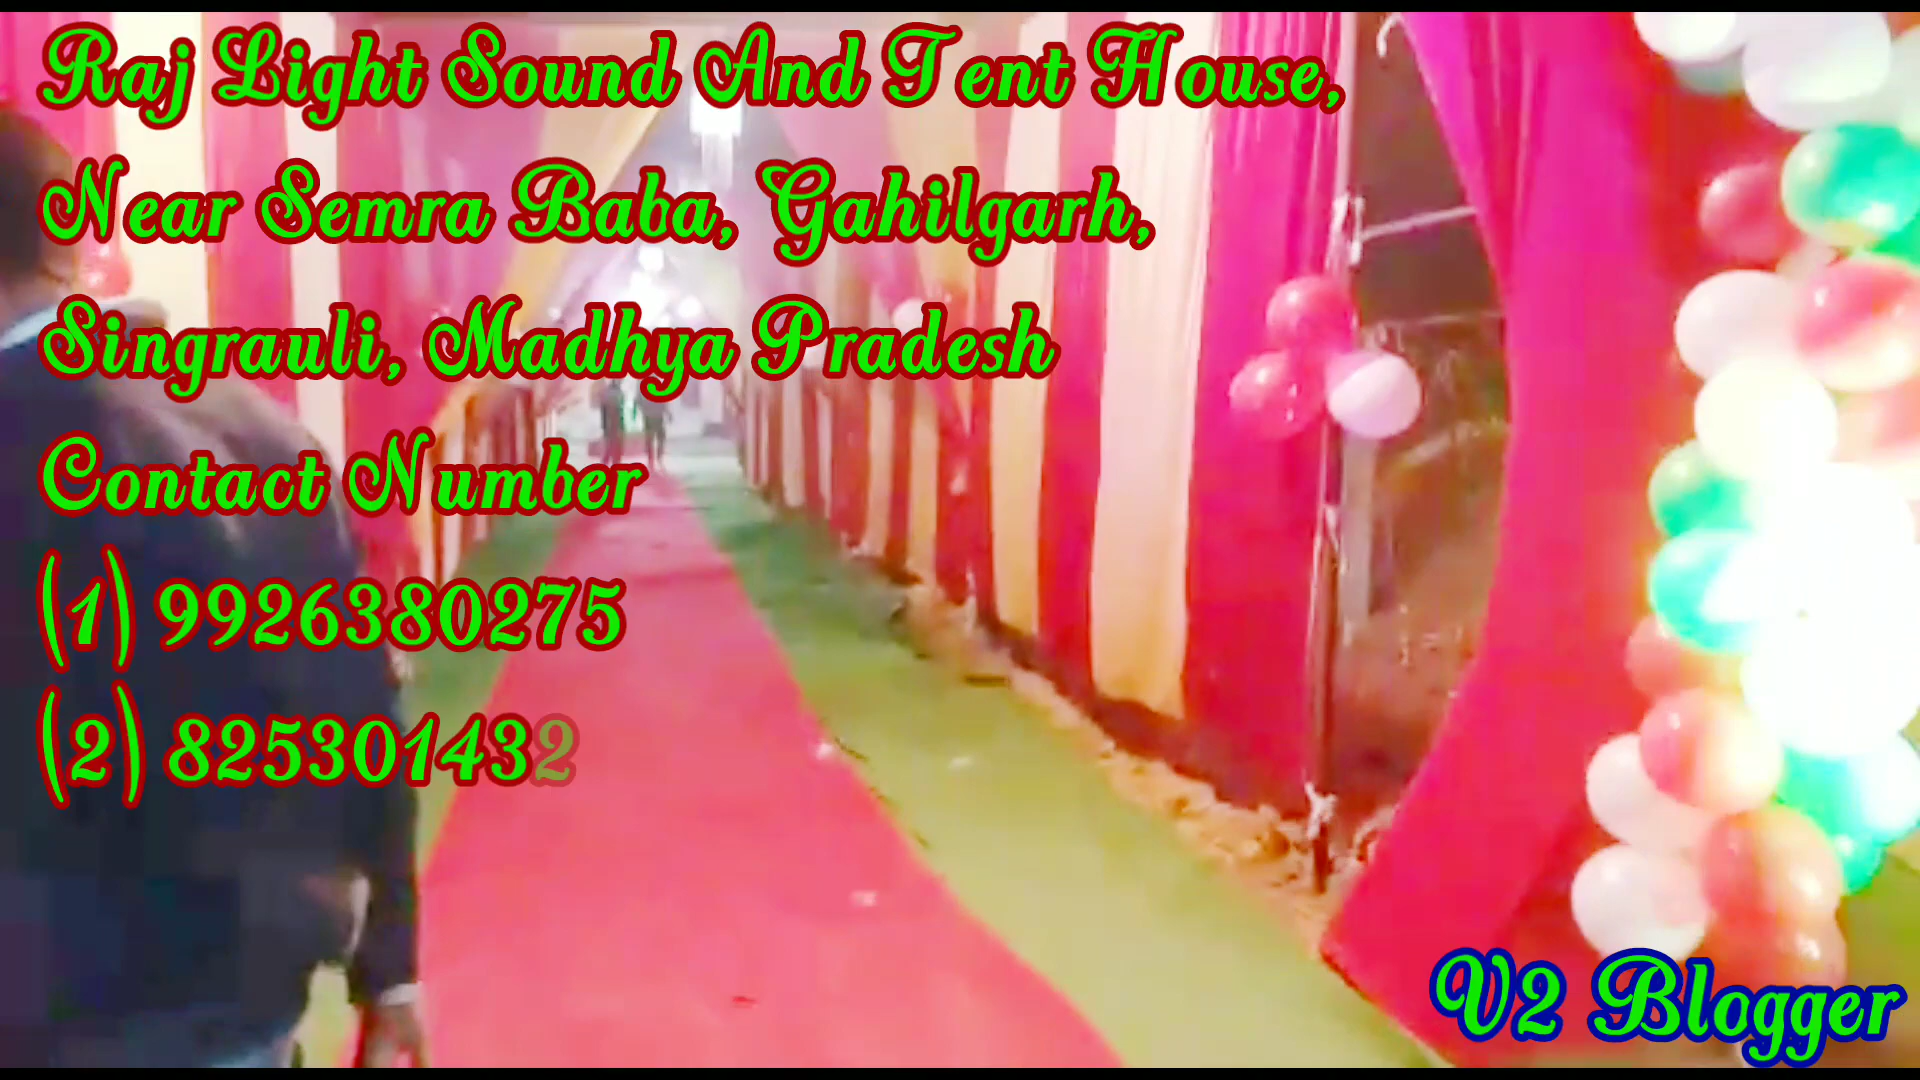 Raj Light Sound And Tent House,
Near Semra Baba, Gahilgarh,
Singrauli, Madhya Pradesh
Contact Number
(1) 9926380275
(2) 825301432
V2 Blogger